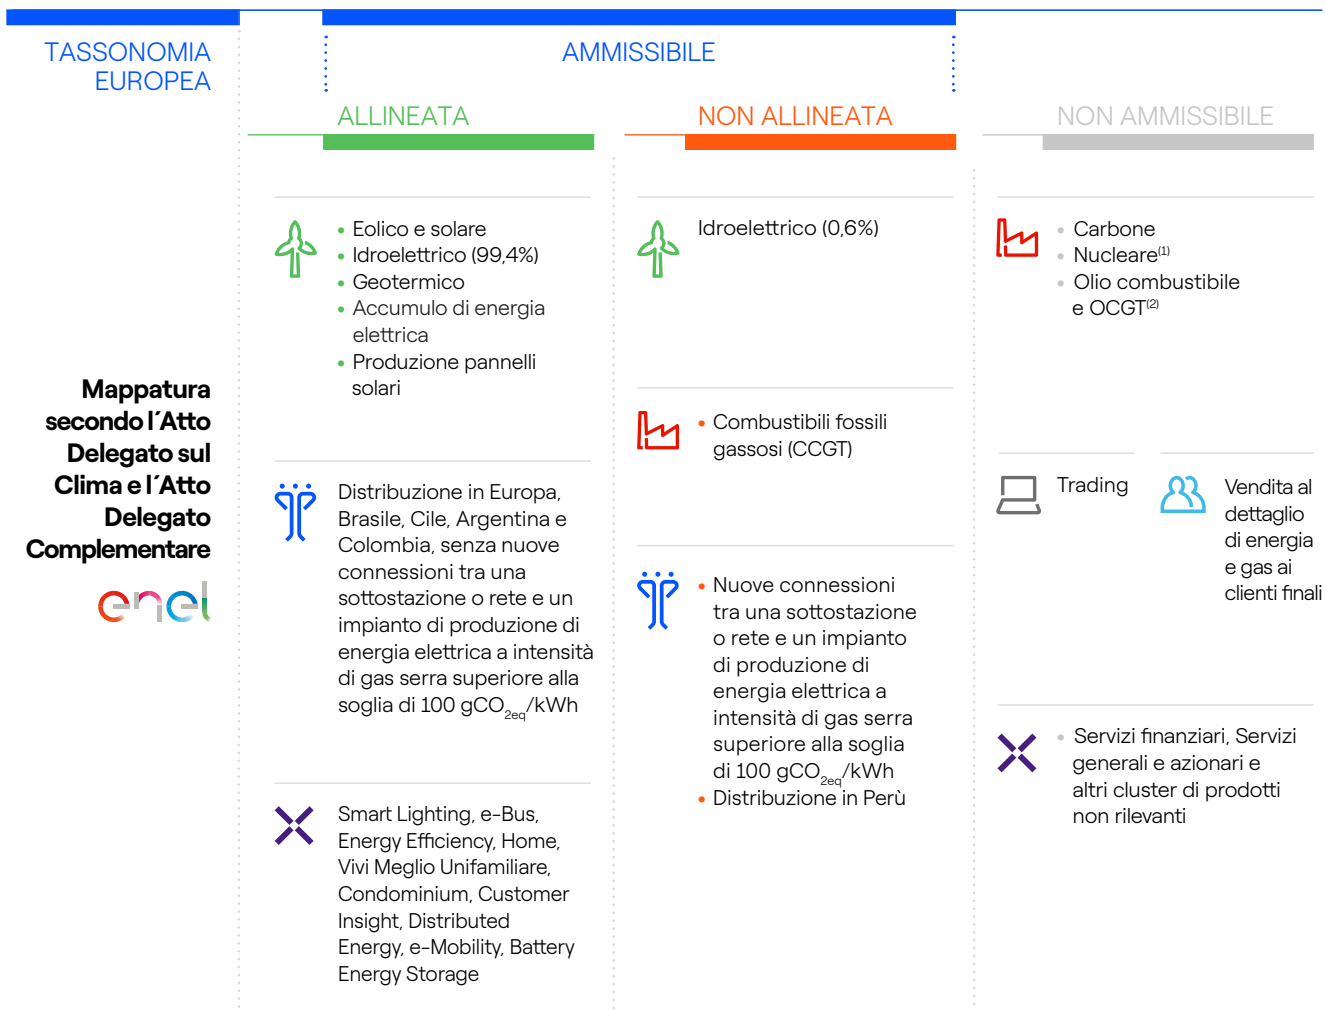 TASSONOMIA
EUROPEA
AMMISSIBILE
ALLINEATA
NON ALLINEATA
NON AMMISSIBILE
Mappatura
secondo l´Atto
Delegato sul
Clima e l´Atto
Delegato
Complementare
enel
• Eolico e solare
• Idroelettrico (99,4%)
• Geotermico
• Accumulo di energia
elettrica
• Produzione pannelli
solari
Distribuzione in Europa,
Brasile, Cile, Argentina e
Colombia, senza nuove
connessioni tra una
sottostazione o rete e un
impianto di produzione di
energia elettrica a intensità
di gas serra superiore alla
soglia di 100 gCO2eq/kWh
Smart Lighting, e-Bus,
Energy Efficiency, Home,
Vivi Meglio Unifamiliare,
Condominium, Customer
Insight, Distributed
Energy, e-Mobility, Battery
Energy Storage
Idroelettrico (0,6%)
• Combustibili fossili
gassosi (CCGT)
• Nuove connessioni
tra una sottostazione
o rete e un impianto
di produzione di
energia elettrica a
intensità di gas serra
superiore alla soglia
di 100 gCO2eq/kWh
• Distribuzione in Perù
• Carbone
• Nucleare(1)
• Olio combustibile
e OCGT(2)
Trading
Vendita al
dettaglio
di energia
e gas ai
clienti finali
• Servizi finanziari, Servizi
generali e azionari e
altri cluster di prodotti
non rilevanti